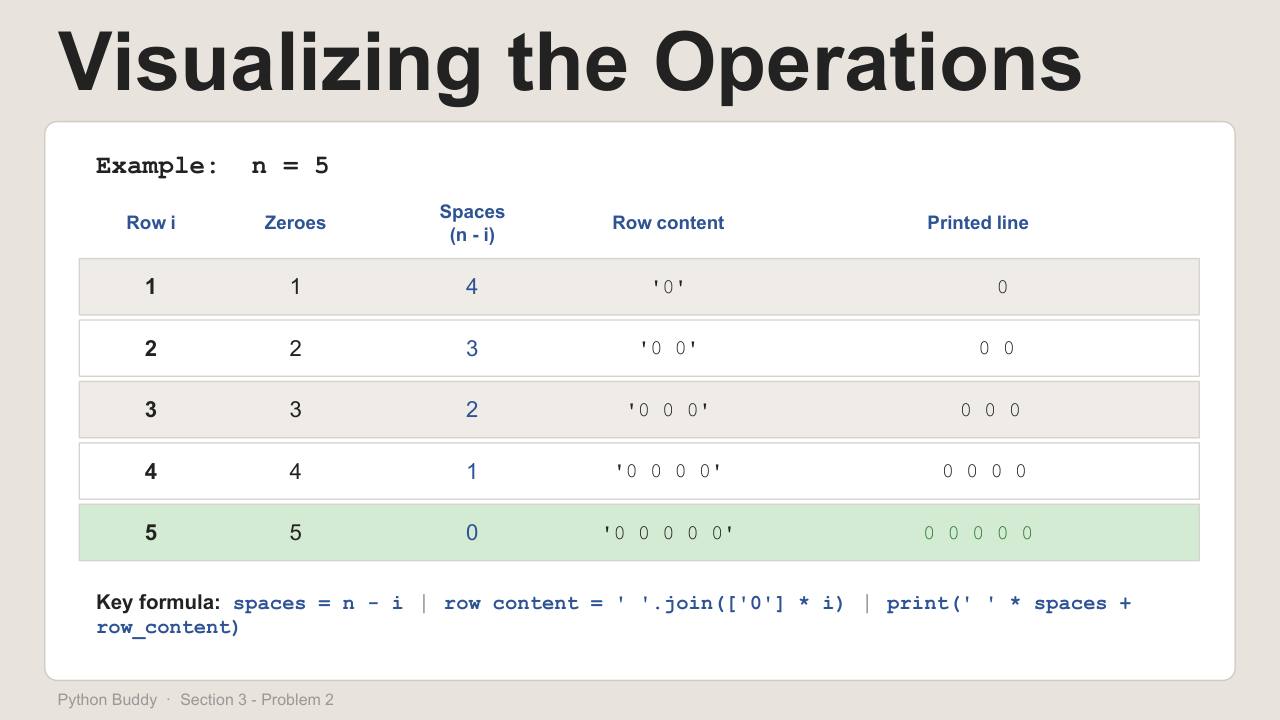 Visualizing the Operations
Example:  n = 5
Row i Zeroes Spaces (n - i) Row content Printed line
1 1 4 '0' 0
2 2 3 '0 0' 0 0
3 3 2 '0 0 0' 0 0 0
4 4 1 '0 0 0 0' 0 0 0 0
5 5 0 '0 0 0 0 0' 0 0 0 0 0
Key formula: spaces = n - i | row content = ' '.join(['0'] * i) | print(' ' * spaces +
row_content)
Python Buddy · Section 3 - Problem 2